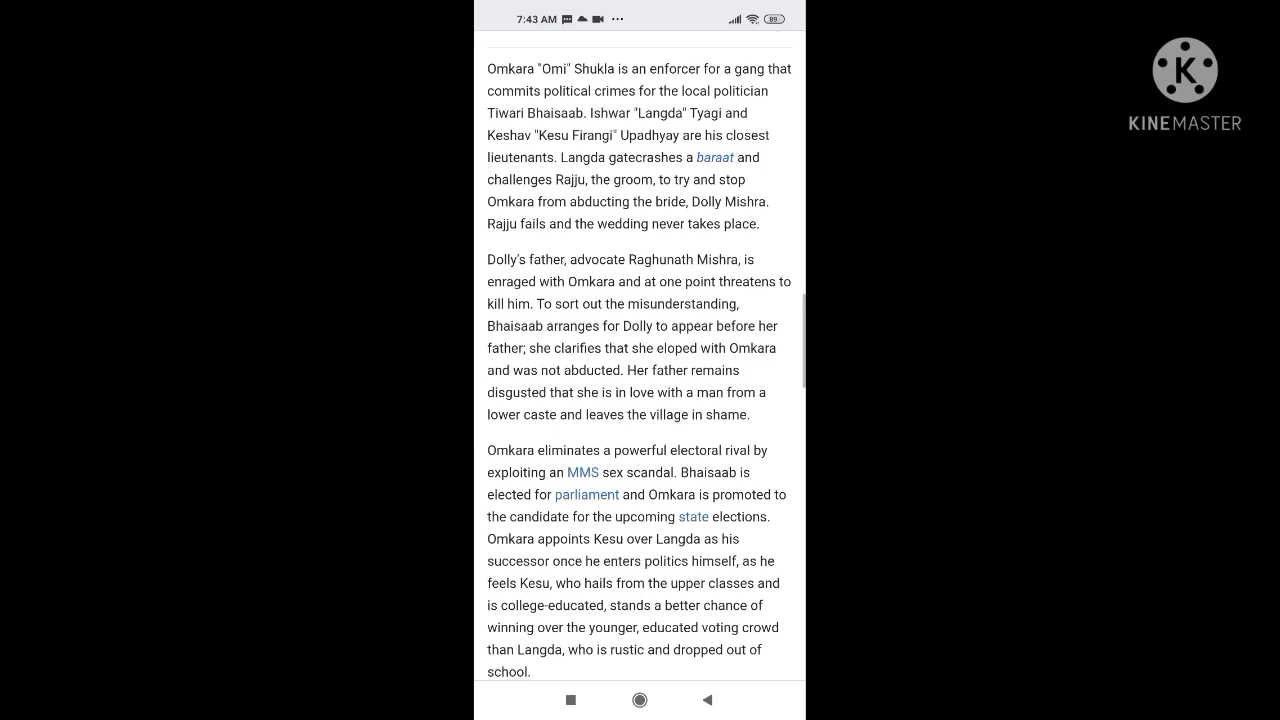 7:43 AM ...
89
Omkara "Omi" Shukla is an enforcer for a gang that
commits political crimes for the local politician
Tiwari Bhaisaab. Ishwar "Langda" Tyagi and
Keshav "Kesu Firangi" Upadhyay are his closest
lieutenants. Langda gatecrashes a baraat and
challenges Rajju, the groom, to try and stop
Omkara from abducting the bride, Dolly Mishra.
Rajju fails and the wedding never takes place.
Dolly's father, advocate Raghunath Mishra, is
enraged with Omkara and at one point threatens to
kill him. To sort out the misunderstanding,
Bhaisaab arranges for Dolly to appear before her
father; she clarifies that she eloped with Omkara
and was not abducted. Her father remains
disgusted that she is in love with a man from a
lower caste and leaves the village in shame.
Omkara eliminates a powerful electoral rival by
exploiting an MMS sex scandal. Bhaisaab is
elected for parliament and Omkara is promoted to
the candidate for the upcoming state elections.
Omkara appoints Kesu over Langda as his
successor once he enters politics himself, as he
feels Kesu, who hails from the upper classes and
is college-educated, stands a better chance of
winning over the younger, educated voting crowd
than Langda, who is rustic and dropped out of
school.
K
KINEMASTER